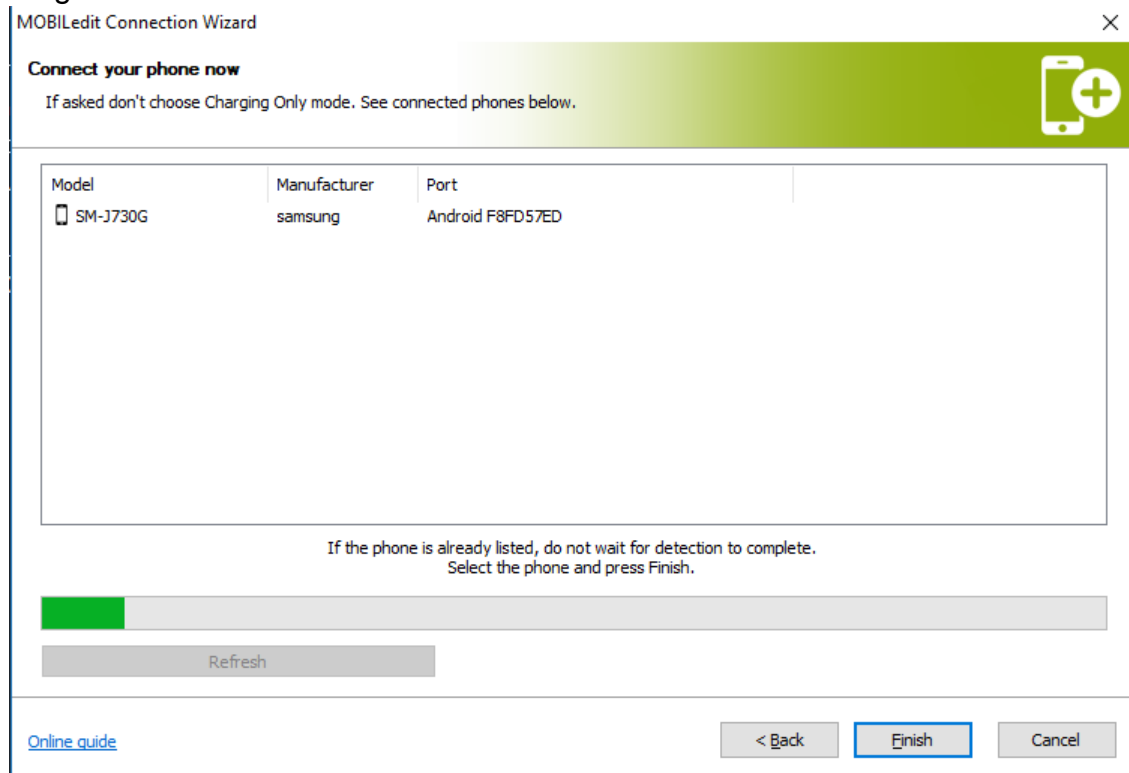 MOBILedit Connection Wizard
Connect your phone now
If asked don't choose Charging Only mode. See connected phones below.
Model Manufacturer Port
SM-J730G samsung Android F8FD57ED
If the phone is already listed, do not wait for detection to complete.
Select the phone and press Finish.
Refresh
Online guide < Back Finish Cancel